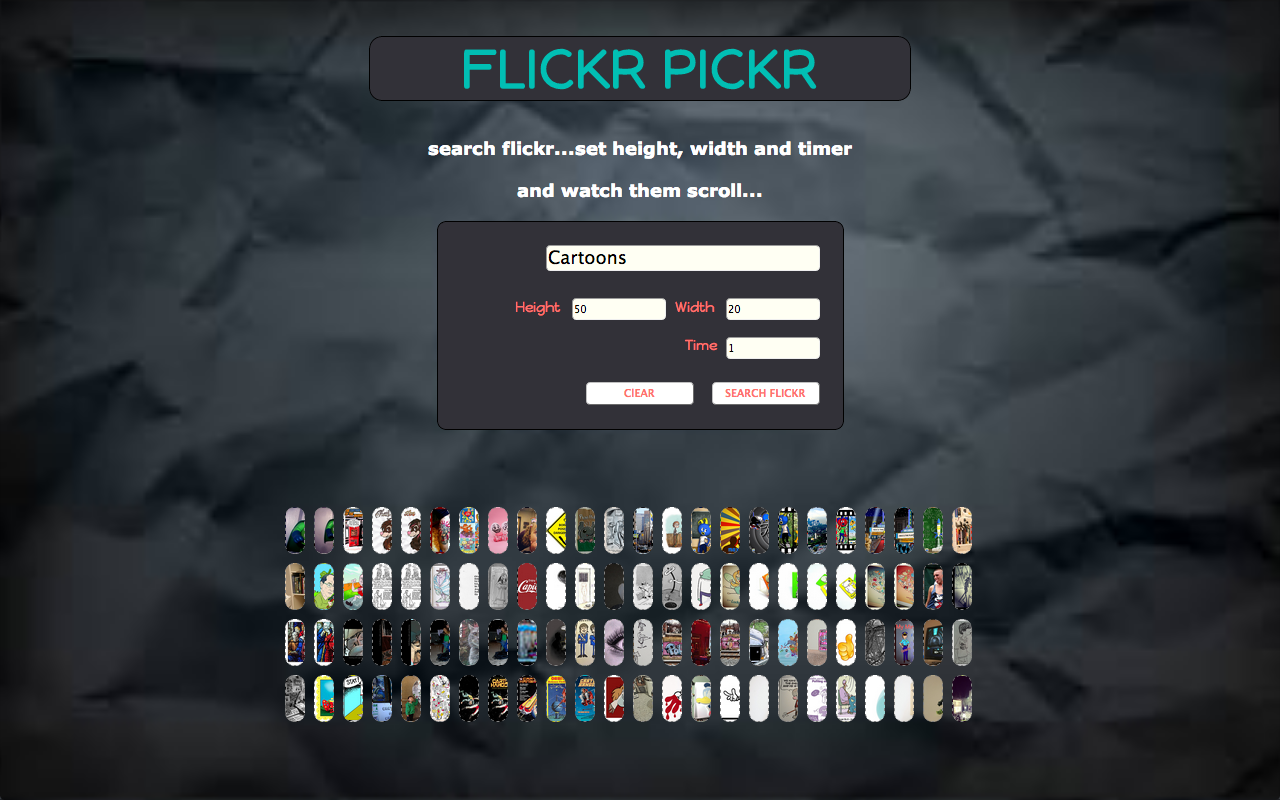 FLICKR PICKR
search flickr...set height, width and timer
and watch them scroll...
Cartoons
Height 50 Width 20
Time 1
ClEAR SEARCH FLICKR